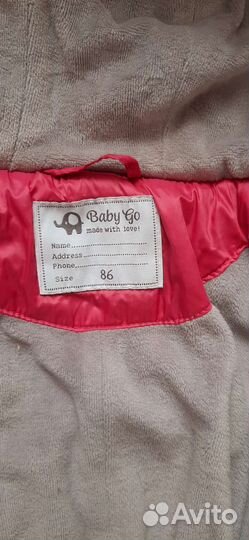 Baby Go
made with love!
Name
Address
Phone
Size 86
Avito